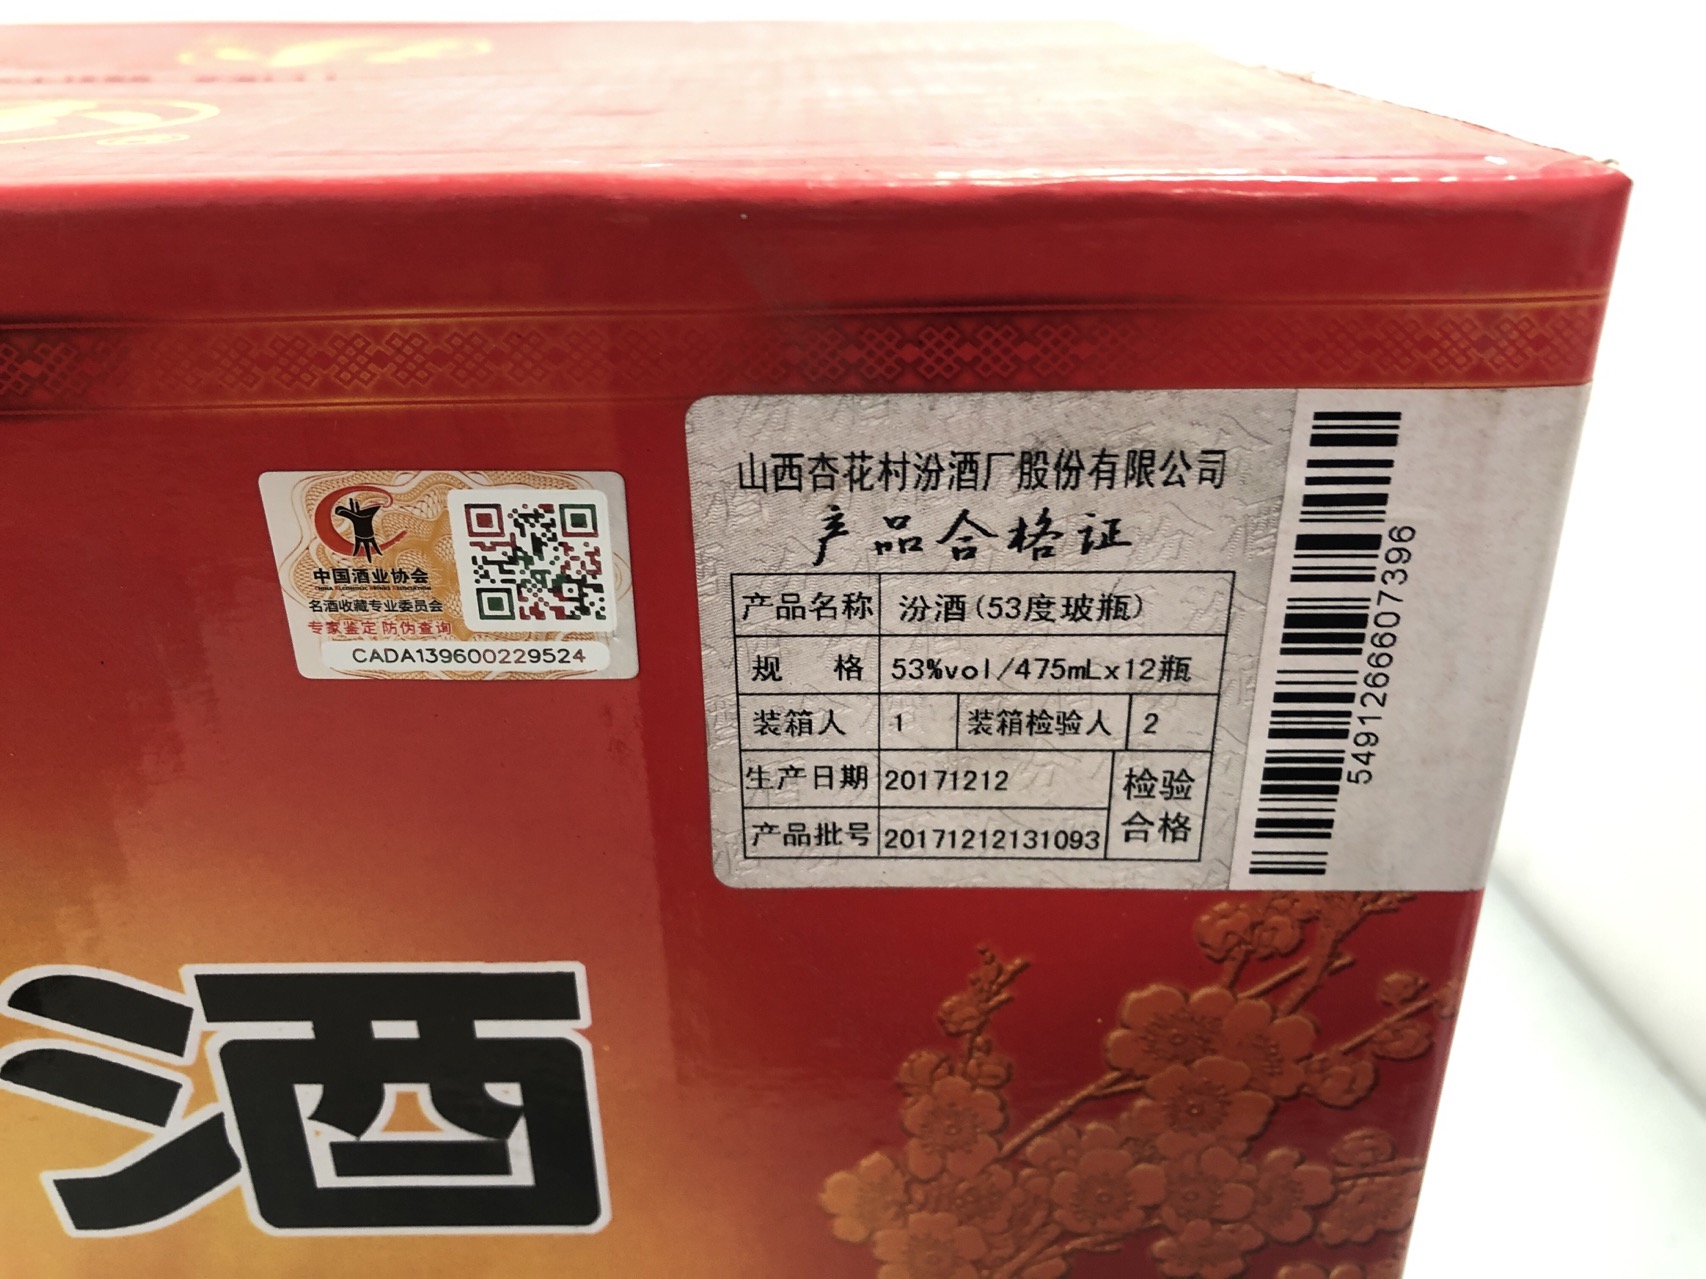 中国酒业协会
CHINA ALCOHOLIC DRINKS ASSOCIATION
名酒收藏专业委员会
专家鉴定 防伪查询
CADA139600229524
山西杏花村汾酒厂股份有限公司
产品合格证
产品名称 汾酒(53度玻瓶)
规 格 53%vol/475mLx12瓶
装箱人 1 装箱检验人 2
生产日期 20171212 检验
产品批号 20171212131093 合格
5491266607396
酒